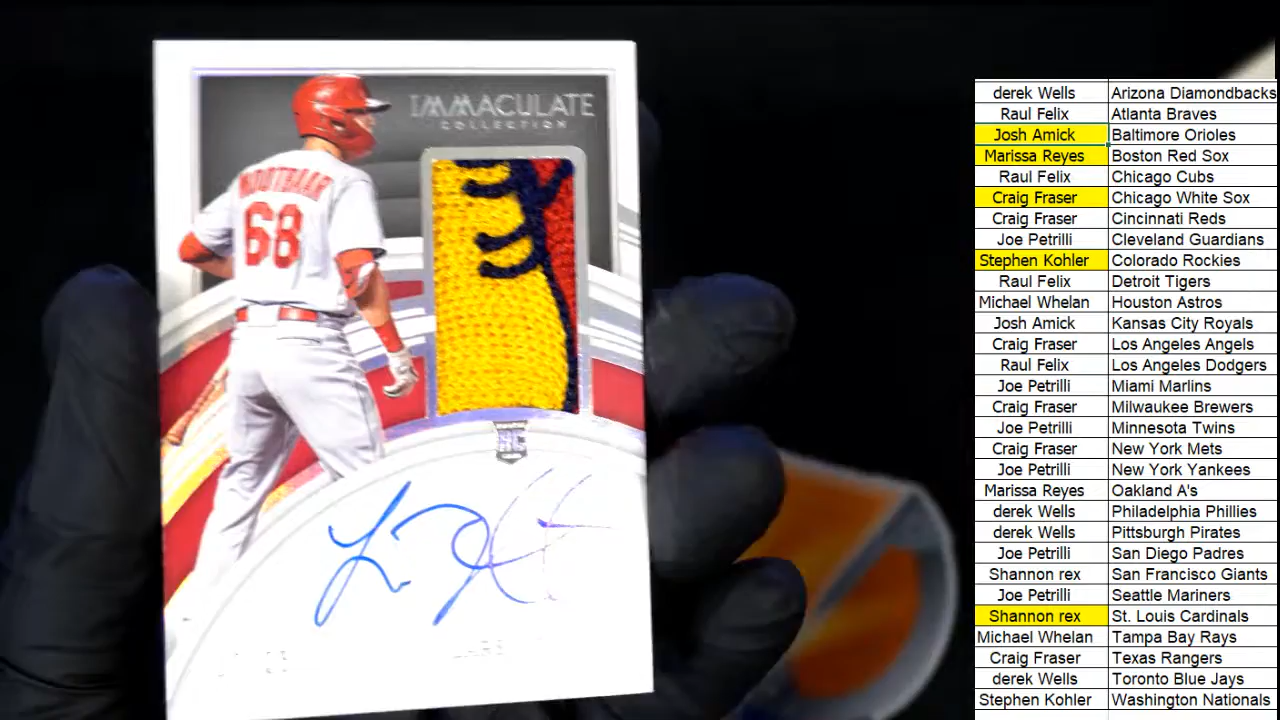 IMMACULATE
COLLECTION
68
RC
derek Wells Arizona Diamondbacks
Raul Felix Atlanta Braves
Josh Amick Baltimore Orioles
Marissa Reyes Boston Red Sox
Raul Felix Chicago Cubs
Craig Fraser Chicago White Sox
Craig Fraser Cincinnati Reds
Joe Petrilli Cleveland Guardians
Stephen Kohler Colorado Rockies
Raul Felix Detroit Tigers
Michael Whelan Houston Astros
Josh Amick Kansas City Royals
Craig Fraser Los Angeles Angels
Raul Felix Los Angeles Dodgers
Joe Petrilli Miami Marlins
Craig Fraser Milwaukee Brewers
Joe Petrilli Minnesota Twins
Craig Fraser New York Mets
Joe Petrilli New York Yankees
Marissa Reyes Oakland A's
derek Wells Philadelphia Phillies
derek Wells Pittsburgh Pirates
Joe Petrilli San Diego Padres
Shannon rex San Francisco Giants
Joe Petrilli Seattle Mariners
Shannon rex St. Louis Cardinals
Michael Whelan Tampa Bay Rays
Craig Fraser Texas Rangers
derek Wells Toronto Blue Jays
Stephen Kohler Washington Nationals